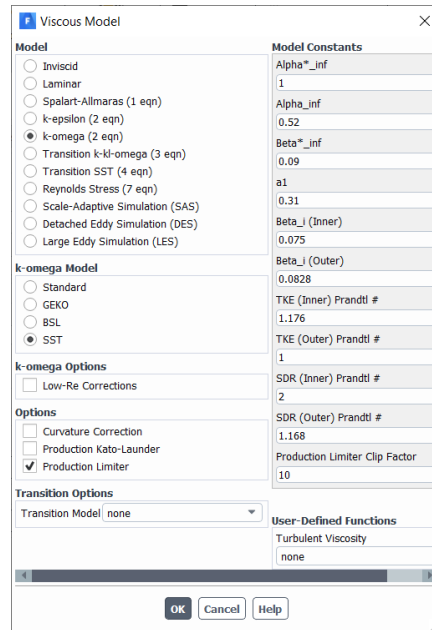 F Viscous Model
Model
Inviscid
Laminar
Spalart-Allmaras (1 eqn)
k-epsilon (2 eqn)
k-omega (2 eqn)
Transition k-kl-omega (3 eqn)
Transition SST (4 eqn)
Reynolds Stress (7 eqn)
Scale-Adaptive Simulation (SAS)
Detached Eddy Simulation (DES)
Large Eddy Simulation (LES)
k-omega Model
Standard
GEKO
BSL
SST
k-omega Options
Low-Re Corrections
Options
Curvature Correction
Production Kato-Launder
Production Limiter
Transition Options
Transition Model none
Model Constants
Alpha*_inf
1
Alpha_inf
0.52
Beta*_inf
0.09
a1
0.31
Beta_i (Inner)
0.075
Beta_i (Outer)
0.0828
TKE (Inner) Prandtl #
1.176
TKE (Outer) Prandtl #
1
SDR (Inner) Prandtl #
2
SDR (Outer) Prandtl #
1.168
Production Limiter Clip Factor
10
User-Defined Functions
Turbulent Viscosity
none
OK Cancel Help